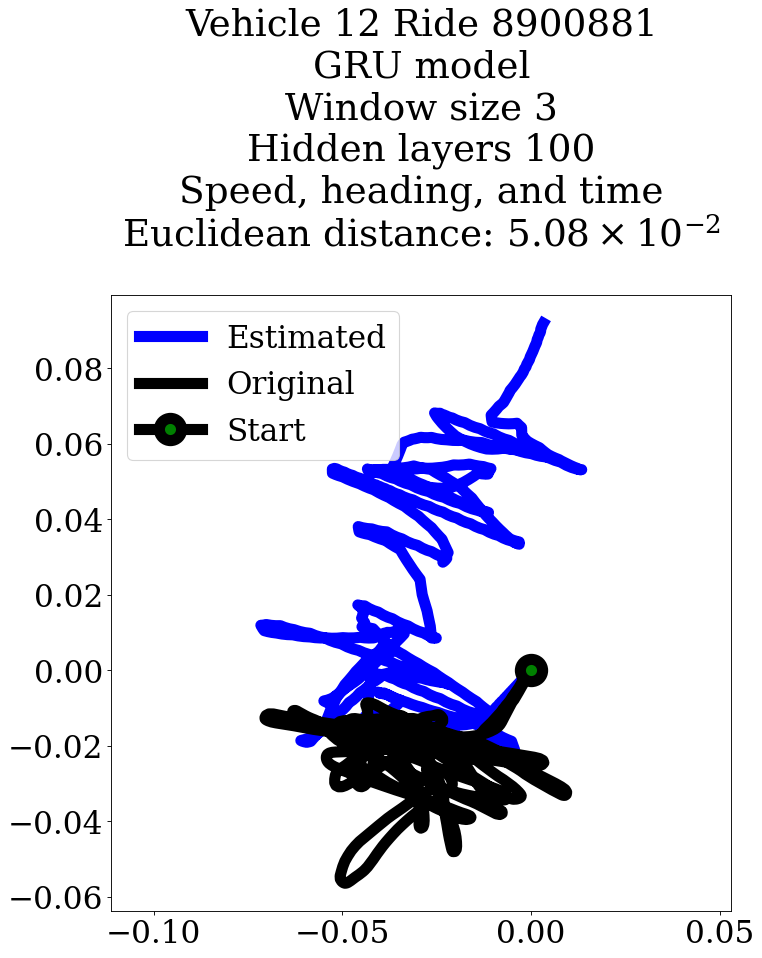 Vehicle 12 Ride 8900881
GRU model
Window size 3
Hidden layers 100
Speed, heading, and time
Euclidean distance: 5.08 × 10⁻²
Estimated
Original
Start
0.08
0.06
0.04
0.02
0.00
−0.02
−0.04
−0.06
−0.10 −0.05 0.00 0.05